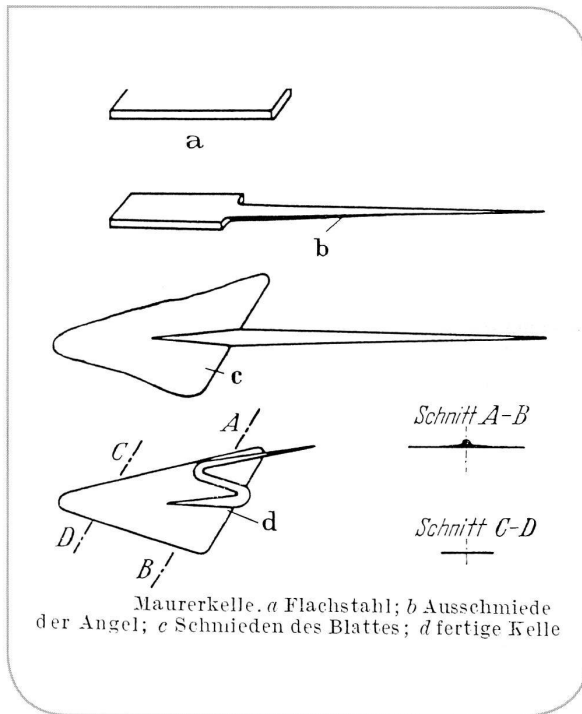 a
b
c
A
C
Schnitt A-B
d
D
B
Schnitt C-D
Maurerkelle. a Flachstahl; b Ausschmiede
der Angel; c Schmieden des Blattes; d fertige Kelle